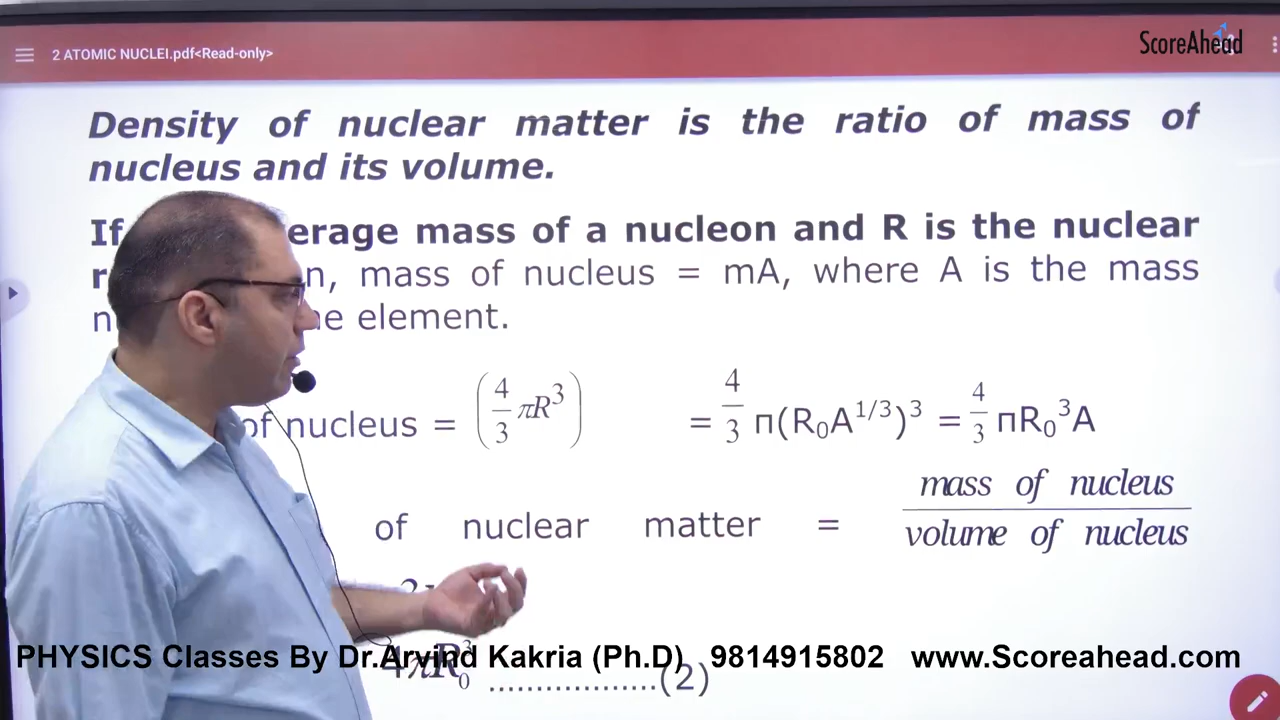 2 ATOMIC NUCLEI.pdf<Read-only>
ScoreAhead
Density of nuclear matter is the ratio of mass of
nucleus and its volume.
If erage mass of a nucleon and R is the nuclear
n, mass of nucleus = mA, where A is the mass
ne element.
of nucleus = (4/3 πR³) = 4/3 п(R₀A^1/3)³ = 4/3 пR₀³A
of nuclear matter = mass of nucleus / volume of nucleus
4πR₀³ ..................(2)
PHYSICS Classes By Dr.Arvind Kakria (Ph.D) 9814915802 www.Scoreahead.com